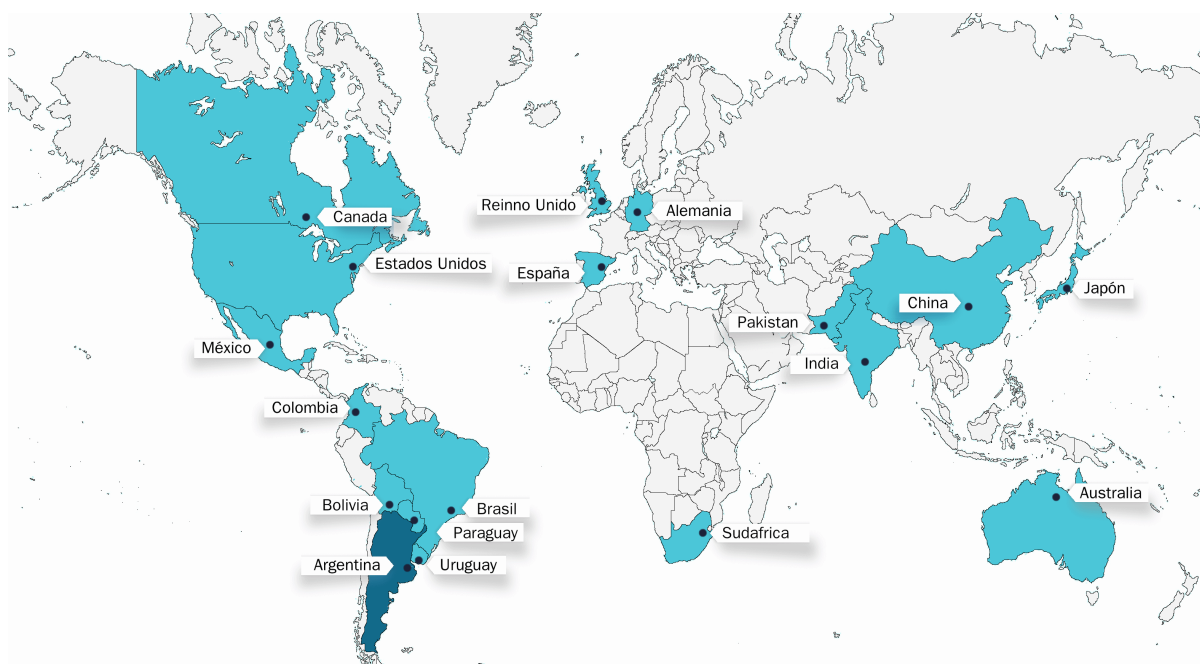 Canada
Reinno Unido
Alemania
Estados Unidos
España
Japón
China
Pakistan
México
India
Colombia
Australia
Bolivia
Brasil
Paraguay
Sudafrica
Argentina
Uruguay